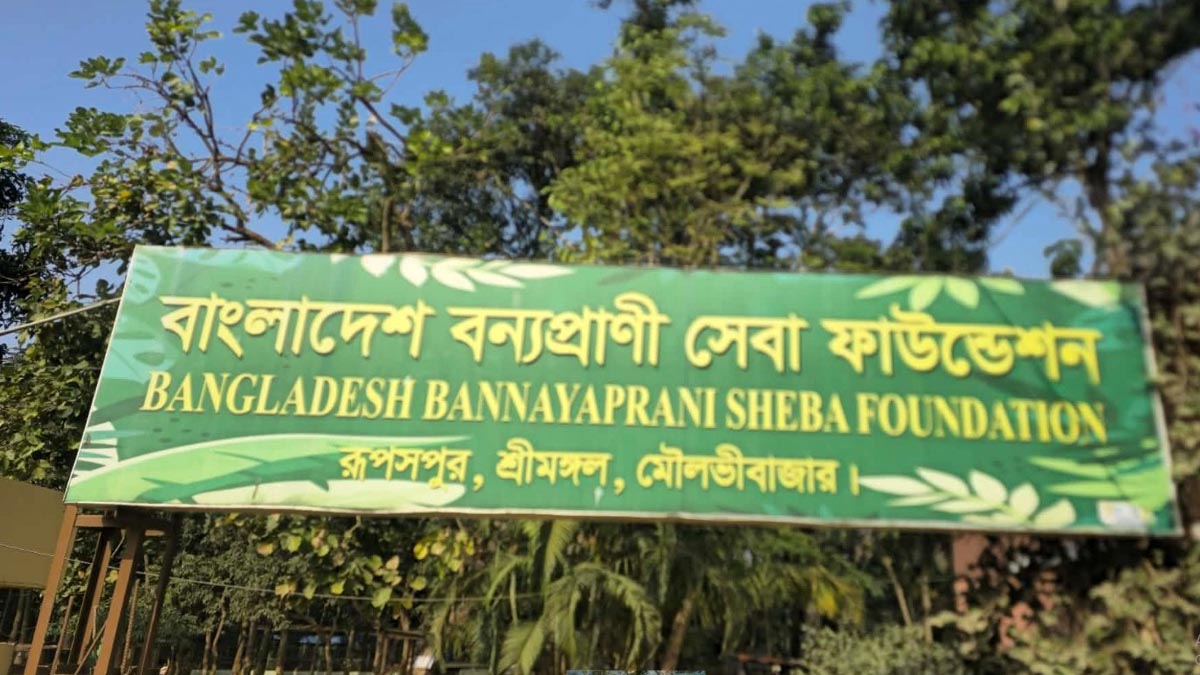 বাংলাদেশ বন্যপ্রাণী সেবা ফাউন্ডেশন
BANGLADESH BANNAYAPRANI SHEBA FOUNDATION
রূপসপুর, শ্রীমঙ্গল, মৌলভীবাজার।